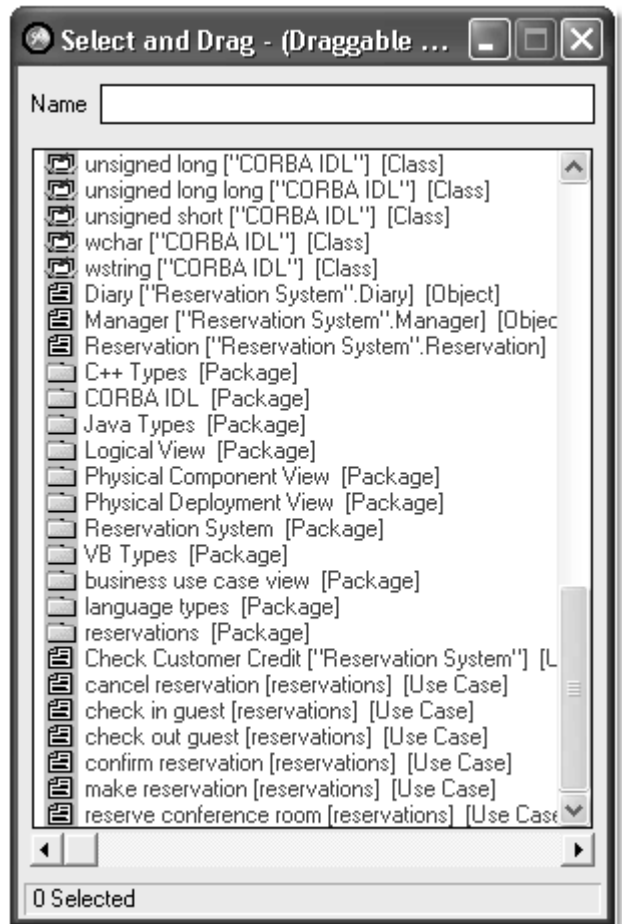 Select and Drag - (Draggable ...
Name
unsigned long ["CORBA IDL"] [Class]
unsigned long long ["CORBA IDL"] [Class]
unsigned short ["CORBA IDL"] [Class]
wchar ["CORBA IDL"] [Class]
wstring ["CORBA IDL"] [Class]
Diary ["Reservation System".Diary] [Object]
Manager ["Reservation System".Manager] [Objec
Reservation ["Reservation System".Reservation]
C++ Types [Package]
CORBA IDL [Package]
Java Types [Package]
Logical View [Package]
Physical Component View [Package]
Physical Deployment View [Package]
Reservation System [Package]
VB Types [Package]
business use case view [Package]
language types [Package]
reservations [Package]
Check Customer Credit ["Reservation System"] [U
cancel reservation [reservations] [Use Case]
check in guest [reservations] [Use Case]
check out guest [reservations] [Use Case]
confirm reservation [reservations] [Use Case]
make reservation [reservations] [Use Case]
reserve conference room [reservations] [Use Case
0 Selected